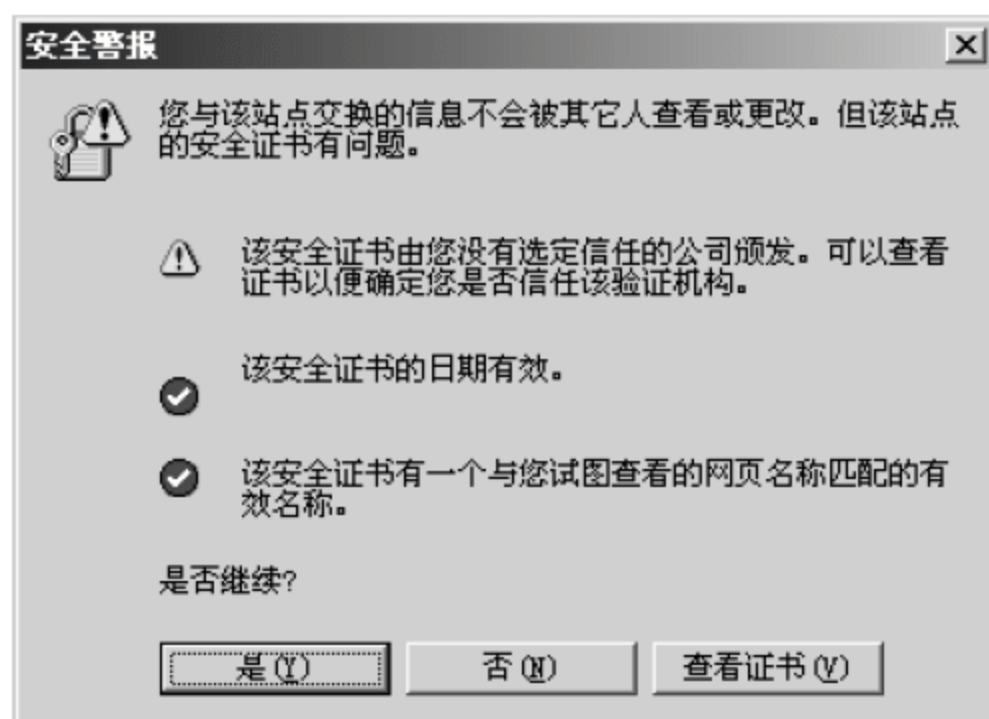 安全警报
您与该站点交换的信息不会被其它人查看或更改。但该站点
的安全证书有问题。
该安全证书由您没有选定信任的公司颁发。可以查看
证书以便确定您是否信任该验证机构。
该安全证书的日期有效。
该安全证书有一个与您试图查看的网页名称匹配的有
效名称。
是否继续?
是(Y) 否(N) 查看证书(V)